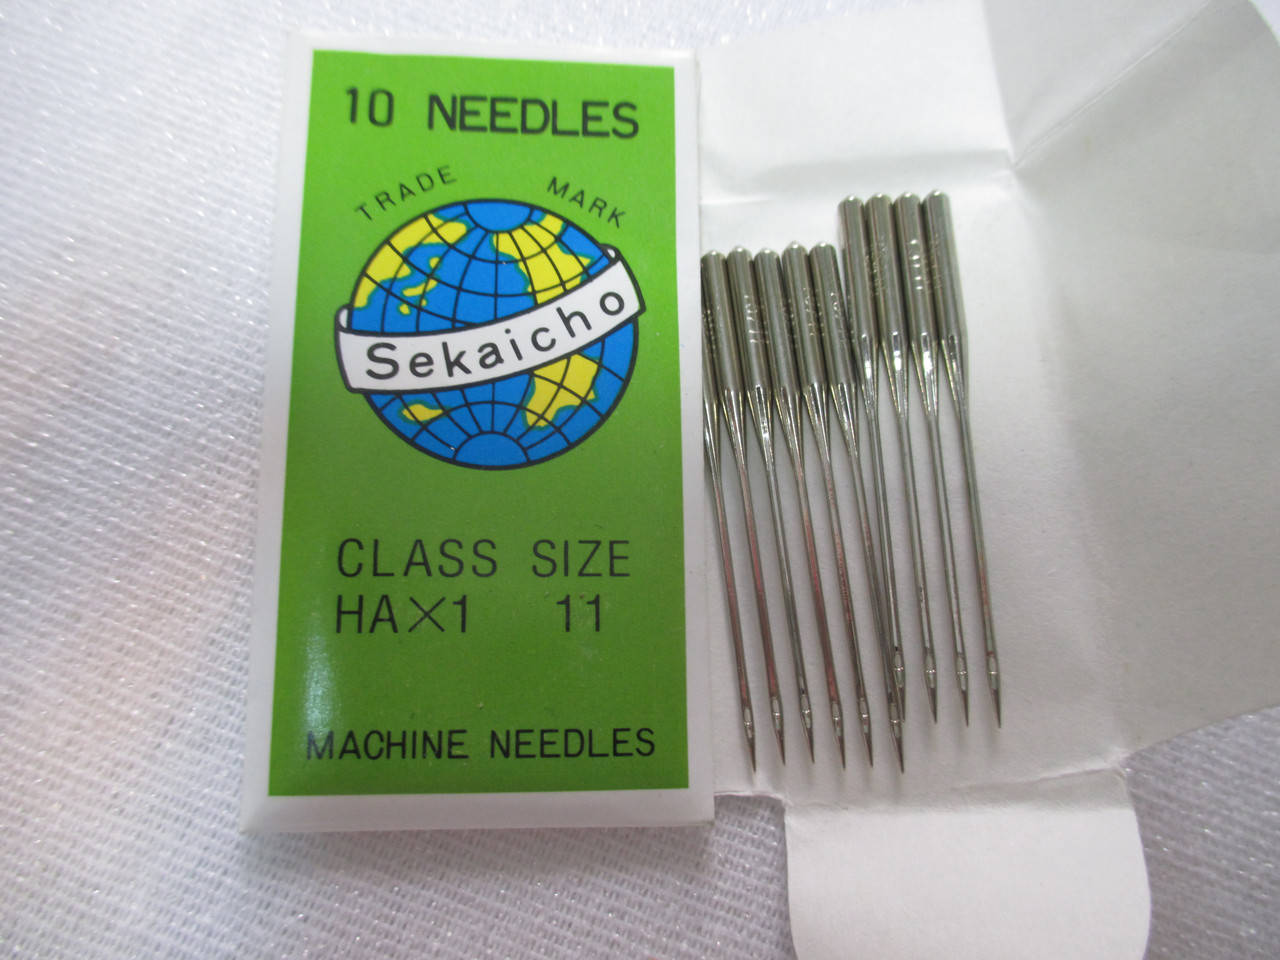 10 NEEDLES
TRADE MARK
Sekaicho
CLASS SIZE
HA×1 11
MACHINE NEEDLES